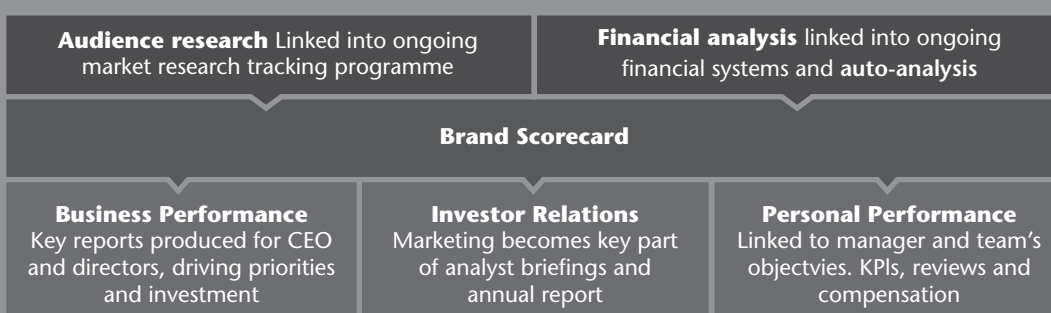 Audience research Linked into ongoing
market research tracking programme
Financial analysis linked into ongoing
financial systems and auto-analysis
Brand Scorecard
Business Performance
Key reports produced for CEO
and directors, driving priorities
and investment
Investor Relations
Marketing becomes key part
of analyst briefings and
annual report
Personal Performance
Linked to manager and team’s
objectvies. KPIs, reviews and
compensation